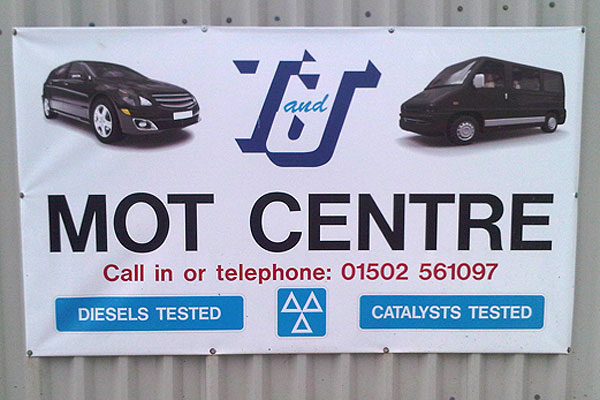 and
MOT CENTRE
Call in or telephone: 01502 561097
DIESELS TESTED
CATALYSTS TESTED